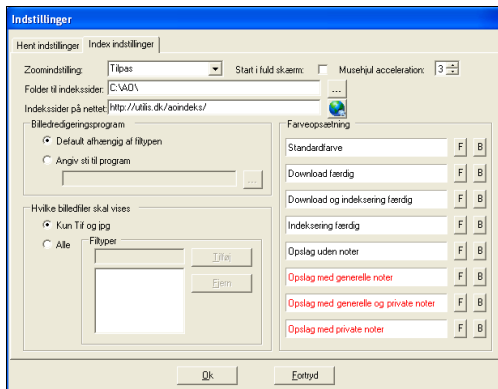 Indstillinger
Hent indstillinger Index indstillinger
Zoomindstilling: Tilpas Start i fuld skærm: Musehjul acceleration: 3
Folder til indekssider: C:\AO\ ...
Indekssider på nettet: http://utilis.dk/aoindeks/
Billedredigeringsprogram
Default afhængig af filtypen
Angiv sti til program
...
Hvilke billedfiler skal vises
Kun Tif og jpg
Alle
Filtyper
Tilføj
Fjern
Farveopsætning
Standardfarve F B
Download færdig F B
Download og indeksering færdig F B
Indeksering færdig F B
Opslag uden noter F B
Opslag med generelle noter F B
Opslag med generelle og private noter F B
Opslag med private noter F B
Ok Fortryd